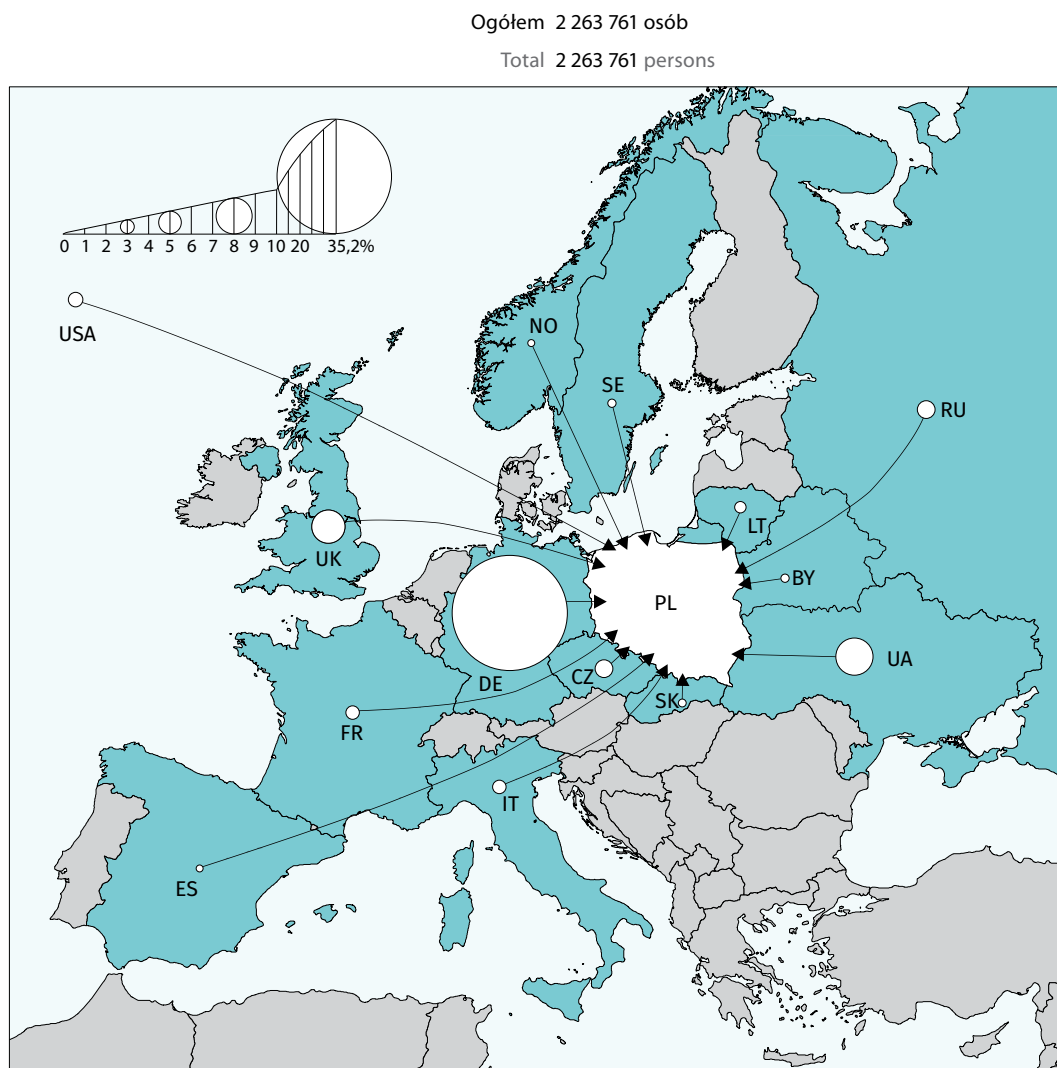 Ogółem 2 263 761 osób
Total 2 263 761 persons
0 1 2 3 4 5 6 7 8 9 10 20 35,2%
USA
NO
SE
RU
LT
UK
BY
PL
UA
DE
CZ
SK
FR
IT
ES